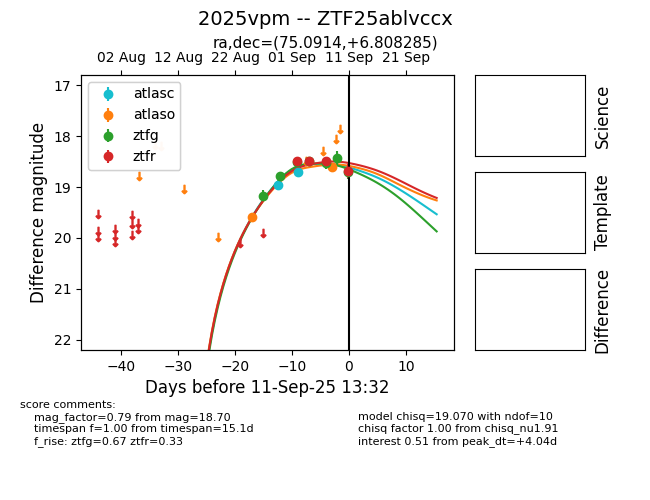 2025vpm -- ZTF25ablvccx
ra,dec=(75.0914,+6.808285)
02 Aug 12 Aug 22 Aug 01 Sep 11 Sep 21 Sep
17
18
19
20
21
22
Difference magnitude
atlasc
atlaso
ztfg
ztfr
−40 −30 −20 −10 0 10
Days before 11-Sep-25 13:32
Science
Template
Difference
score comments:
mag_factor=0.79 from mag=18.70
timespan f=1.00 from timespan=15.1d
f_rise: ztfg=0.67 ztfr=0.33
model chisq=19.070 with ndof=10
chisq factor 1.00 from chisq_nu1.91
interest 0.51 from peak_dt=+4.04d